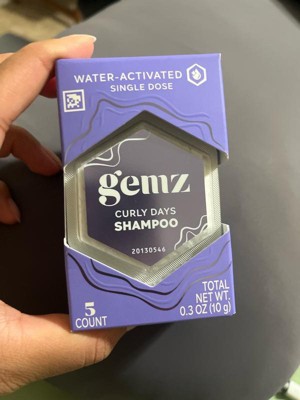 WATER-ACTIVATED
SINGLE DOSE
gemz
CURLY DAYS
SHAMPOO
20130546
5
COUNT
TOTAL
NET WT.
0.3 OZ (10 g)